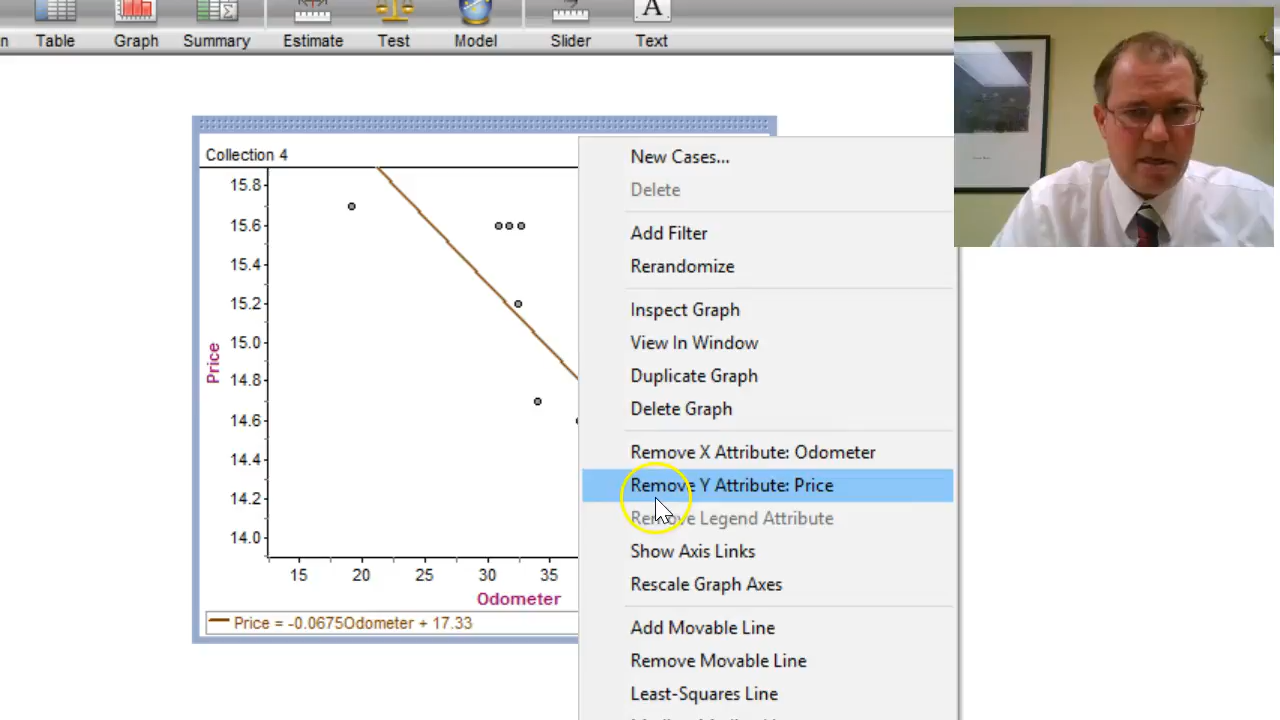 n Table Graph Summary Estimate Test Model Slider Text
A
Collection 4
15.8
15.6
15.4
15.2
15.0
14.8
14.6
14.4
14.2
14.0
Price
15 20 25 30 35
Odometer
Price = -0.0675Odometer + 17.33
New Cases...
Delete
Add Filter
Rerandomize
Inspect Graph
View In Window
Duplicate Graph
Delete Graph
Remove X Attribute: Odometer
Remove Y Attribute: Price
Remove Legend Attribute
Show Axis Links
Rescale Graph Axes
Add Movable Line
Remove Movable Line
Least-Squares Line